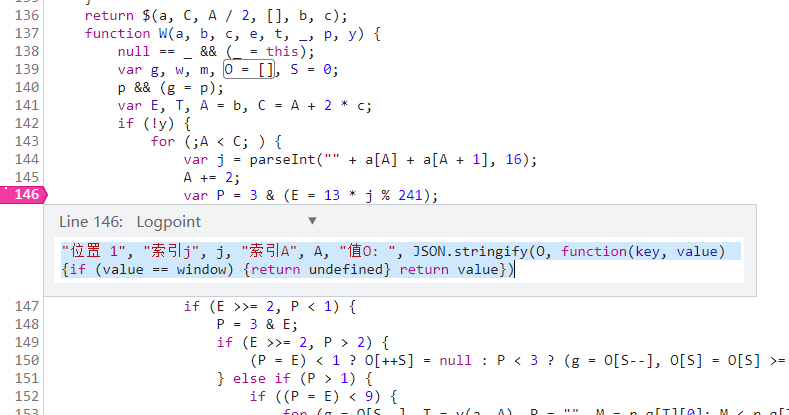 136 return $(a, C, A / 2, [], b, c);
137 function W(a, b, c, e, t, _, p, y) {
138 null == _ && (_ = this);
139 var g, w, m, O = [], S = 0;
140 p && (g = p);
141 var E, T, A = b, C = A + 2 * c;
142 if (!y) {
143 for (;A < C; ) {
144 var j = parseInt("" + a[A] + a[A + 1], 16);
145 A += 2;
146 var P = 3 & (E = 13 * j % 241);
Line 146: Logpoint ▼
"位置 1", "索引j", j, "索引A", A, "值O: ", JSON.stringify(O, function(key, value)
{if (value == window) {return undefined} return value})
147 if (E >>= 2, P < 1) {
148 P = 3 & E;
149 if (E >>= 2, P > 2) {
150 (P = E) < 1 ? O[++S] = null : P < 3 ? (g = O[S--], O[S] = O[S] >=
151 } else if (P > 1) {
152 if ((P = E) < 9) {
153